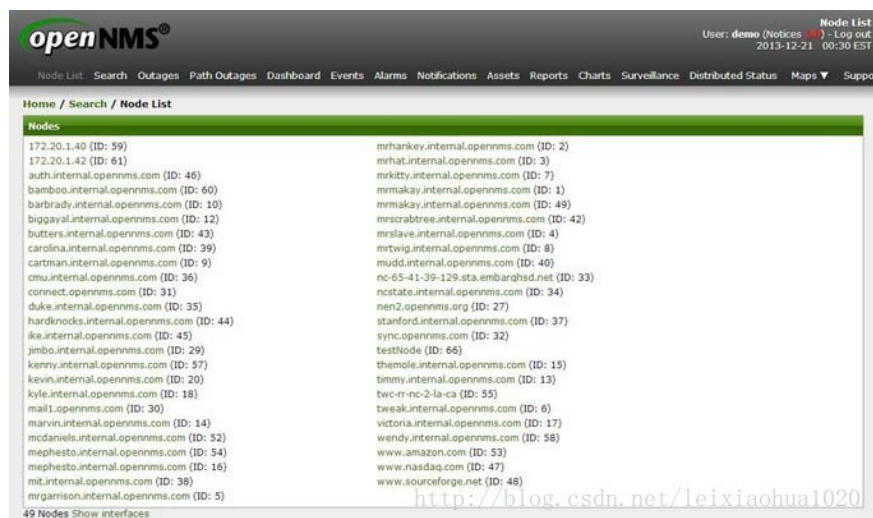 openNMS®
Node List
User: demo (Notices ) - Log out
2013-12-21 00:30 EST
Node List Search Outages Path Outages Dashboard Events Alarms Notifications Assets Reports Charts Surveillance Distributed Status Maps ▼ Suppo
Home / Search / Node List
Nodes
172.20.1.40 (ID: 59)
172.20.1.42 (ID: 61)
auth.internal.opennms.com (ID: 46)
bamboo.internal.opennms.com (ID: 60)
barbrady.internal.opennms.com (ID: 10)
biggayal.internal.opennms.com (ID: 12)
butters.internal.opennms.com (ID: 43)
carolina.internal.opennms.com (ID: 39)
cartman.internal.opennms.com (ID: 9)
cmu.internal.opennms.com (ID: 36)
connect.opennms.com (ID: 31)
duke.internal.opennms.com (ID: 35)
hardknocks.internal.opennms.com (ID: 44)
ike.internal.opennms.com (ID: 45)
jimbo.internal.opennms.com (ID: 29)
kenny.internal.opennms.com (ID: 57)
kevin.internal.opennms.com (ID: 20)
kyle.internal.opennms.com (ID: 18)
mail1.opennms.com (ID: 30)
marvin.internal.opennms.com (ID: 14)
mcdaniels.internal.opennms.com (ID: 52)
mephesto.internal.opennms.com (ID: 54)
mephesto.internal.opennms.com (ID: 16)
mit.internal.opennms.com (ID: 38)
mrgarrison.internal.opennms.com (ID: 5)
mrhankey.internal.opennms.com (ID: 2)
mrhat.internal.opennms.com (ID: 3)
mrkitty.internal.opennms.com (ID: 7)
mrmakay.internal.opennms.com (ID: 1)
mrmakay.internal.opennms.com (ID: 49)
mrscrabtree.internal.opennms.com (ID: 42)
mrslave.internal.opennms.com (ID: 4)
mrtwig.internal.opennms.com (ID: 8)
mudd.internal.opennms.com (ID: 40)
nc-65-41-39-129.sta.embarqhsd.net (ID: 33)
ncstate.internal.opennms.com (ID: 34)
nen2.opennms.org (ID: 27)
stanford.internal.opennms.com (ID: 37)
sync.opennms.com (ID: 32)
testNode (ID: 66)
themole.internal.opennms.com (ID: 15)
timmy.internal.opennms.com (ID: 13)
twc-rr-nc-2-la-ca (ID: 55)
tweak.internal.opennms.com (ID: 6)
victoria.internal.opennms.com (ID: 17)
wendy.internal.opennms.com (ID: 58)
www.amazon.com (ID: 53)
www.nasdaq.com (ID: 47)
www.sourceforge.net (ID: 48)
http://blog.csdn.net/leixiaohua1020
49 Nodes Show interfaces